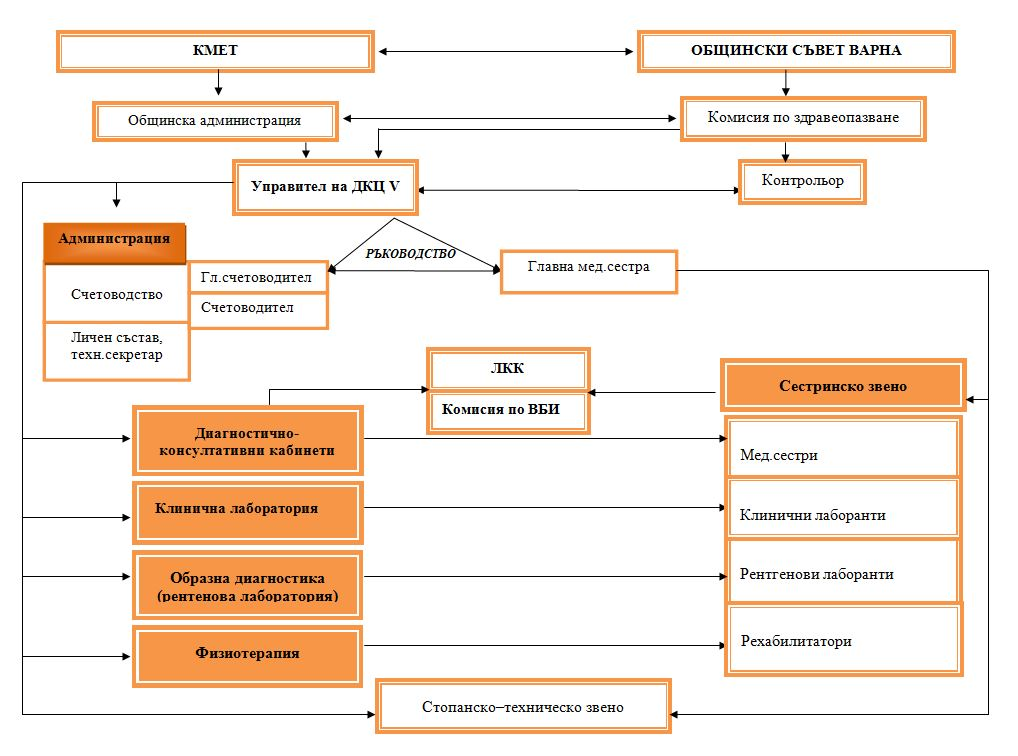 КМЕТ
ОБЩИНСКИ СЪВЕТ ВАРНА
Общинска администрация
Комисия по здравеопазване
Управител на ДКЦ V
Контрольор
Администрация
РЪКОВОДСТВО
Главна мед.сестра
Гл.счетоводител
Счетоводство
Счетоводител
Личен състав,
техн.секретар
ЛКК
Комисия по ВБИ
Сестринско звено
Диагностично-
консултативни кабинети
Мед.сестри
Клинична лаборатория
Клинични лаборанти
Образна диагностика
(рентенова лаборатория)
Рентгенови лаборанти
Физиотерапия
Рехабилитатори
Стопанско–техническо звено